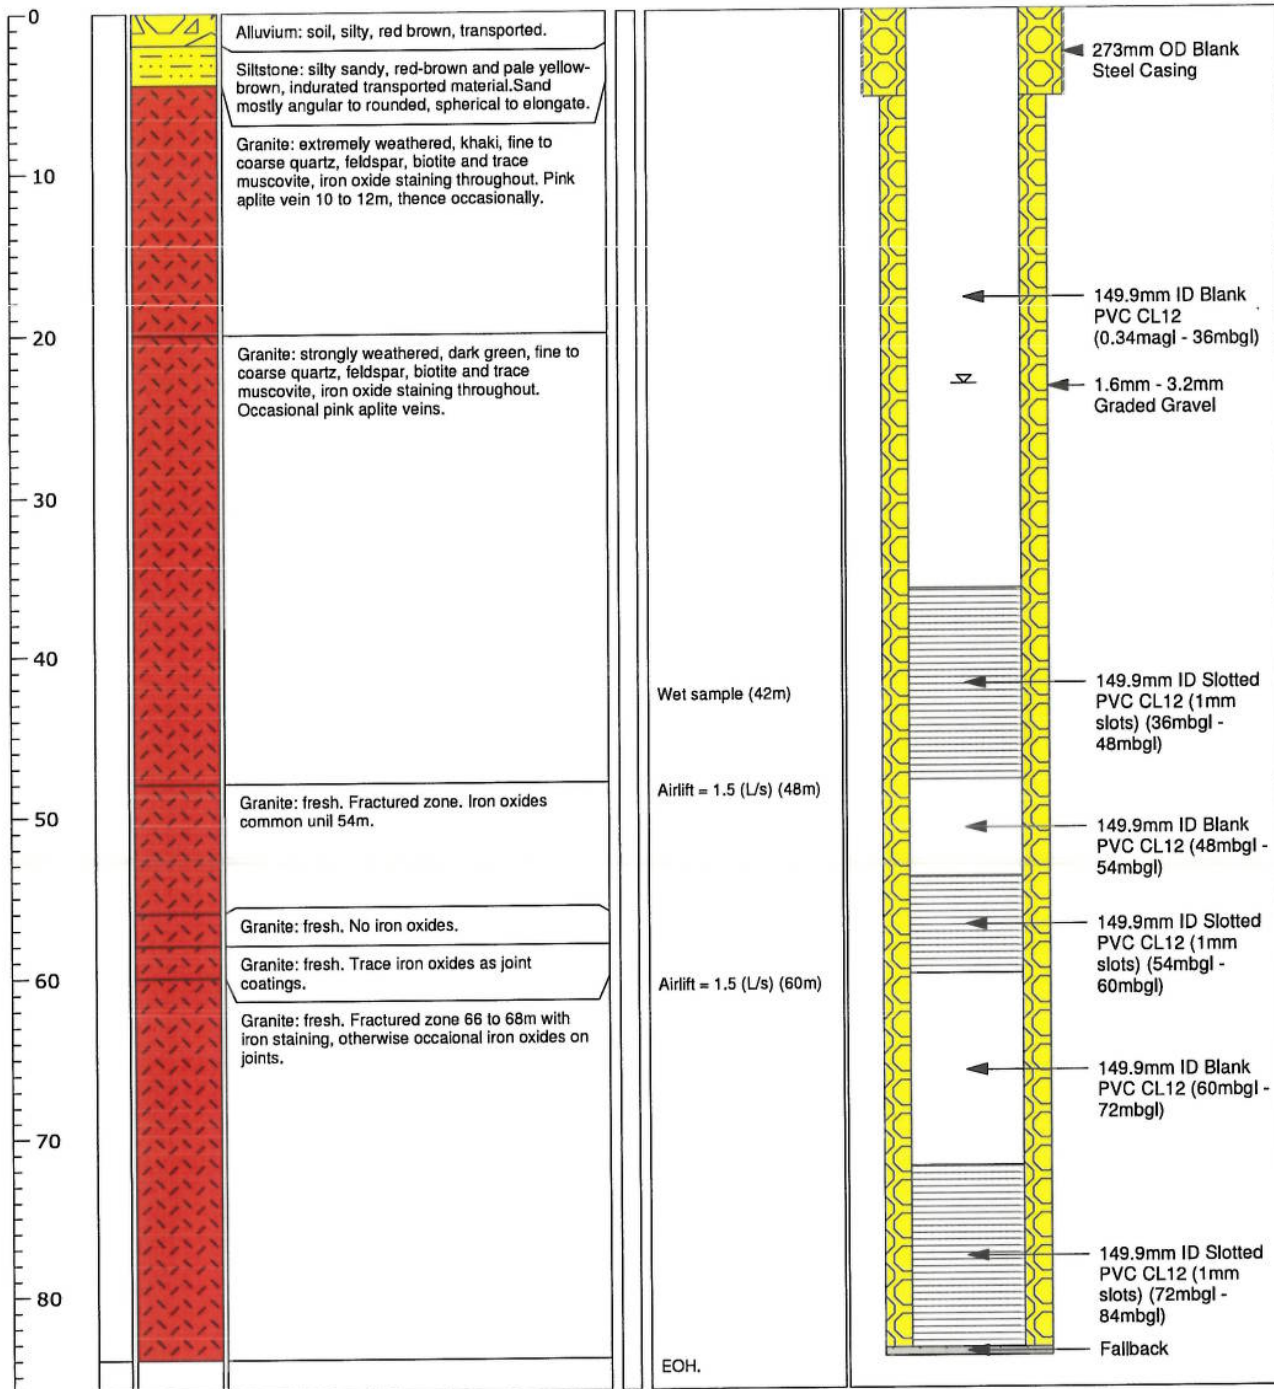 0
10
20
30
40
50
60
70
80
Alluvium: soil, silty, red brown, transported.
Siltstone: silty sandy, red-brown and pale yellow-
brown, indurated transported material.Sand
mostly angular to rounded, spherical to elongate.
Granite: extremely weathered, khaki, fine to
coarse quartz, feldspar, biotite and trace
muscovite, iron oxide staining throughout. Pink
aplite vein 10 to 12m, thence occasionally.
Granite: strongly weathered, dark green, fine to
coarse quartz, feldspar, biotite and trace
muscovite, iron oxide staining throughout.
Occasional pink aplite veins.
Granite: fresh. Fractured zone. Iron oxides
common unil 54m.
Granite: fresh. No iron oxides.
Granite: fresh. Trace iron oxides as joint
coatings.
Granite: fresh. Fractured zone 66 to 68m with
iron staining, otherwise occaional iron oxides on
joints.
Wet sample (42m)
Airlift = 1.5 (L/s) (48m)
Airlift = 1.5 (L/s) (60m)
EOH.
273mm OD Blank
Steel Casing
149.9mm ID Blank
PVC CL12
(0.34magl - 36mbgl)
1.6mm - 3.2mm
Graded Gravel
149.9mm ID Slotted
PVC CL12 (1mm
slots) (36mbgl -
48mbgl)
149.9mm ID Blank
PVC CL12 (48mbgl -
54mbgl)
149.9mm ID Slotted
PVC CL12 (1mm
slots) (54mbgl -
60mbgl)
149.9mm ID Blank
PVC CL12 (60mbgl -
72mbgl)
149.9mm ID Slotted
PVC CL12 (1mm
slots) (72mbgl -
84mbgl)
Fallback